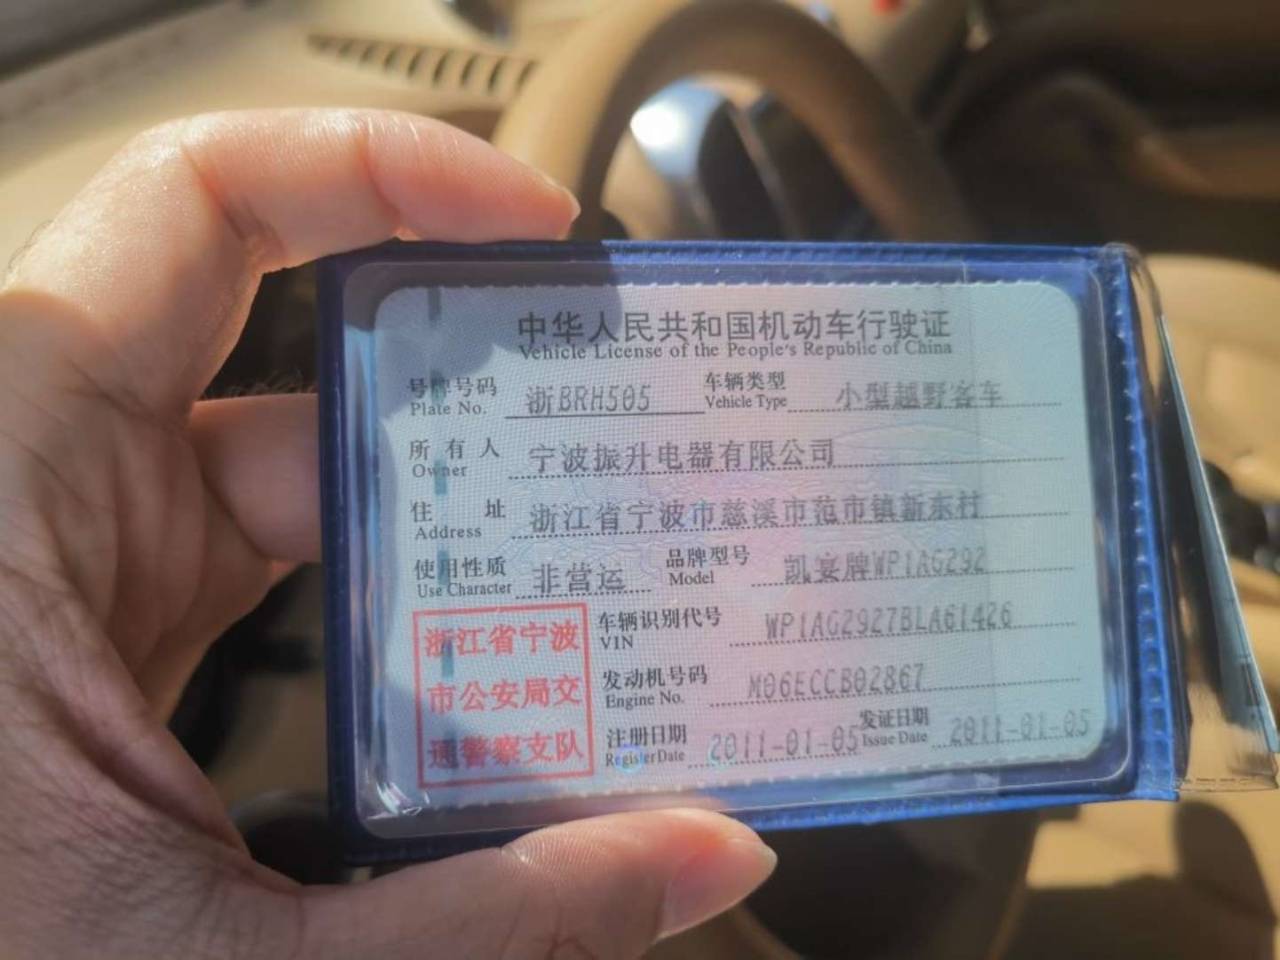 中华人民共和国机动车行驶证
Vehicle License of the People's Republic of China
号牌号码 浙BRH505 车辆类型 小型越野客车
Plate No. Vehicle Type
所有人 宁波振升电器有限公司
Owner
住址 浙江省宁波市慈溪市范市镇新东村
Address
使用性质 非营运 品牌型号 凯宴牌WP1AG292
Use Character Model
浙江省宁波 车辆识别代号 WP1AG2927BLA61426
VIN
市公安局交 发动机号码 M06ECCB02867
Engine No.
通警察支队 注册日期 2011-01-05 发证日期 2011-01-05
Register Date Issue Date